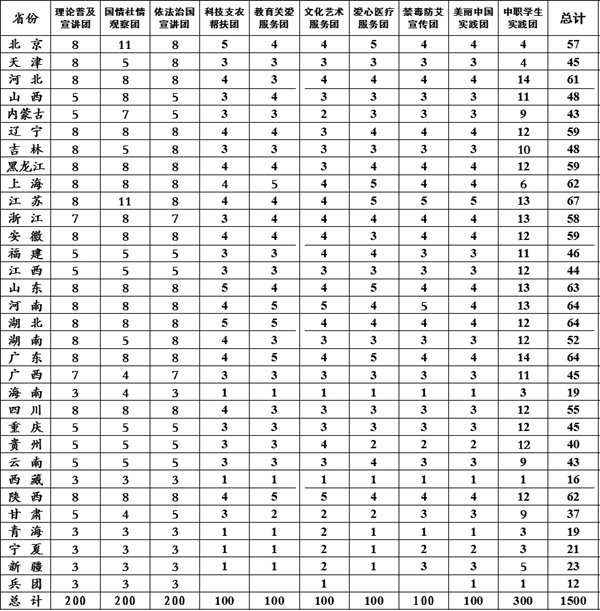 省份 理论普及宣讲团 国情社情观察团 依法治国宣讲团 科技支农帮扶团 教育关爱服务团 文化艺术服务团 爱心医疗服务团 禁毒防艾宣传团 美丽中国实践团 中职学生实践团 总计
北京 8 11 8 5 4 4 5 4 4 4 57
天津 8 5 8 3 3 3 3 3 3 4 45
河北 8 8 8 4 3 4 4 4 4 14 61
山西 5 8 5 3 4 3 3 3 3 11 48
内蒙古 5 7 5 3 3 2 3 3 3 9 43
辽宁 8 8 8 4 4 3 4 4 4 12 59
吉林 8 5 8 3 3 3 3 3 3 10 48
黑龙江 8 8 8 4 4 3 4 4 4 12 59
上海 8 8 8 4 5 4 5 4 4 6 62
江苏 8 11 8 4 4 4 5 5 5 13 67
浙江 7 8 7 3 4 4 4 4 4 13 58
安徽 8 8 8 4 4 4 3 4 4 12 59
福建 5 5 5 3 3 4 4 3 3 11 46
江西 5 5 5 3 3 3 3 3 3 12 44
山东 8 8 8 5 4 4 5 4 4 13 63
河南 8 8 8 4 5 5 4 5 4 13 64
湖北 8 8 8 5 5 4 4 4 4 12 64
湖南 8 5 8 4 3 3 3 3 3 12 52
广东 8 8 8 4 5 4 5 4 4 14 64
广西 7 4 7 3 3 3 3 3 3 11 45
海南 3 4 3 1 1 1 1 1 1 3 19
四川 8 8 8 4 3 3 3 3 3 12 55
重庆 5 5 5 3 3 3 3 3 3 12 45
贵州 5 5 5 3 3 4 2 2 2 12 40
云南 5 5 5 3 3 3 4 3 3 9 43
西藏 3 3 3 1 1 1 1 1 1 1 16
陕西 8 8 8 4 5 5 4 4 4 12 62
甘肃 5 4 5 3 2 2 2 3 3 9 37
青海 3 3 3 1 1 2 1 1 1 3 19
宁夏 3 3 3 1 1 2 1 2 2 3 21
新疆 3 3 3 1 1 2 1 3 3 5 23
兵团 3 3 3 1 1 1 12
总计 200 200 200 100 100 100 100 100 100 300 1500